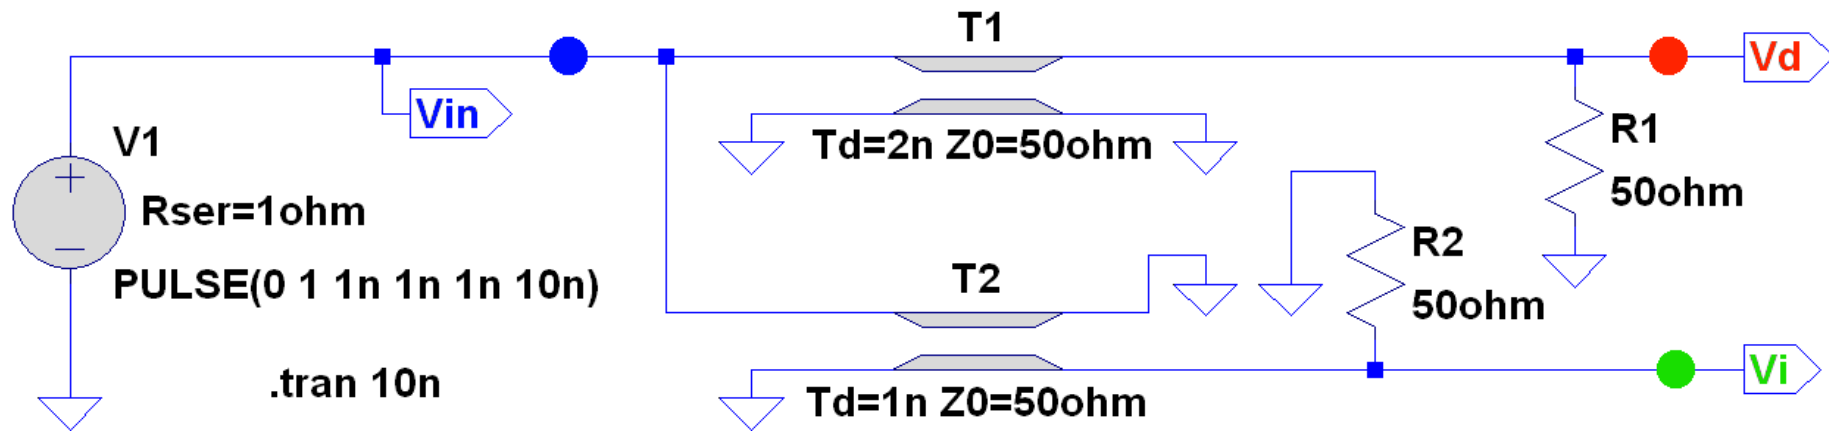 T1
Vd
Vin
V1
R1
Td=2n Z0=50ohm
50ohm
Rser=1ohm
R2
T2
PULSE(0 1 1n 1n 1n 10n)
50ohm
Vi
.tran 10n
Td=1n Z0=50ohm